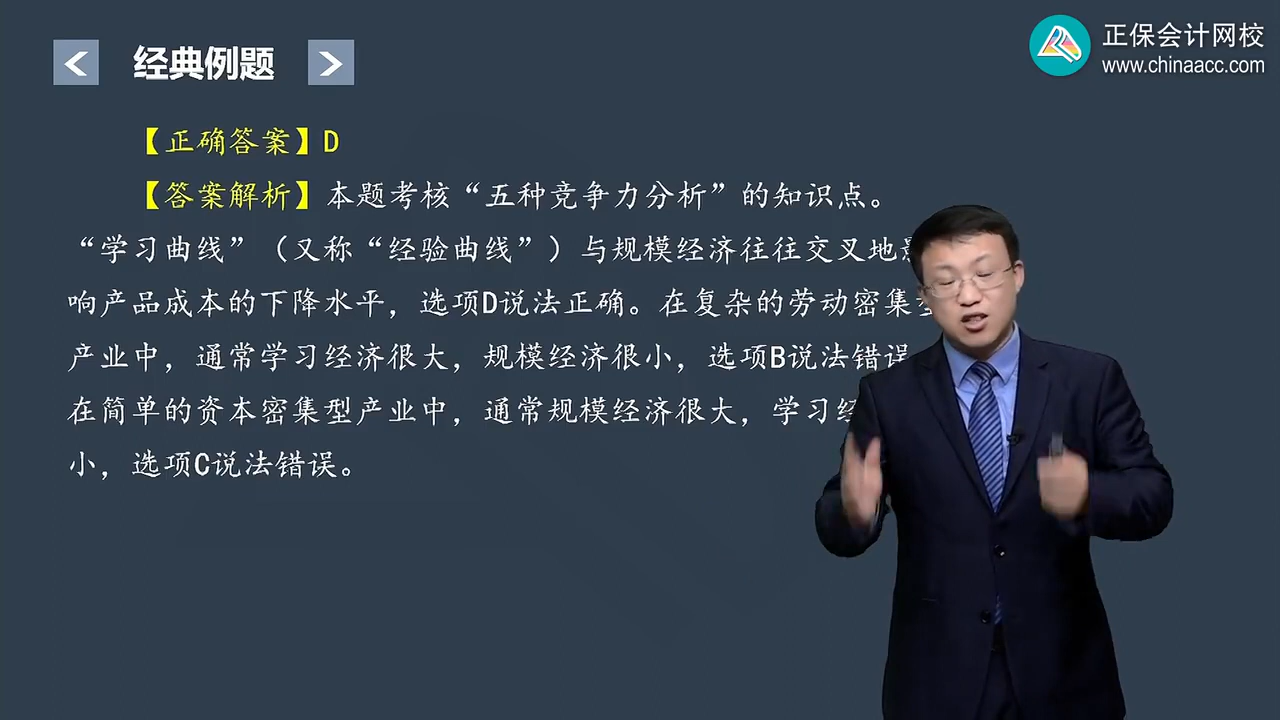 正保会计网校
www.chinaacc.com
经典例题
【正确答案】D
【答案解析】本题考核“五种竞争力分析”的知识点。
“学习曲线”（又称“经验曲线”）与规模经济往往交叉地
响产品成本的下降水平，选项D说法正确。在复杂的劳动密集
产业中，通常学习经济很大，规模经济很小，选项B说法错误
在简单的资本密集型产业中，通常规模经济很大，学习
小，选项C说法错误。